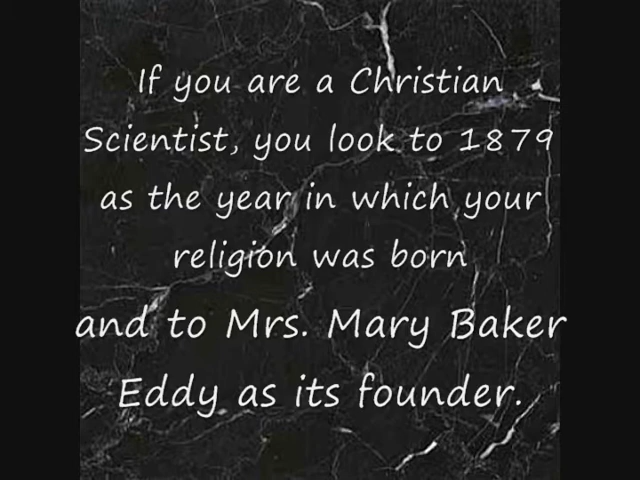 If you are a Christian
Scientist, you look to 1879
as the year in which your
religion was born
and to Mrs. Mary Baker
Eddy as its founder.